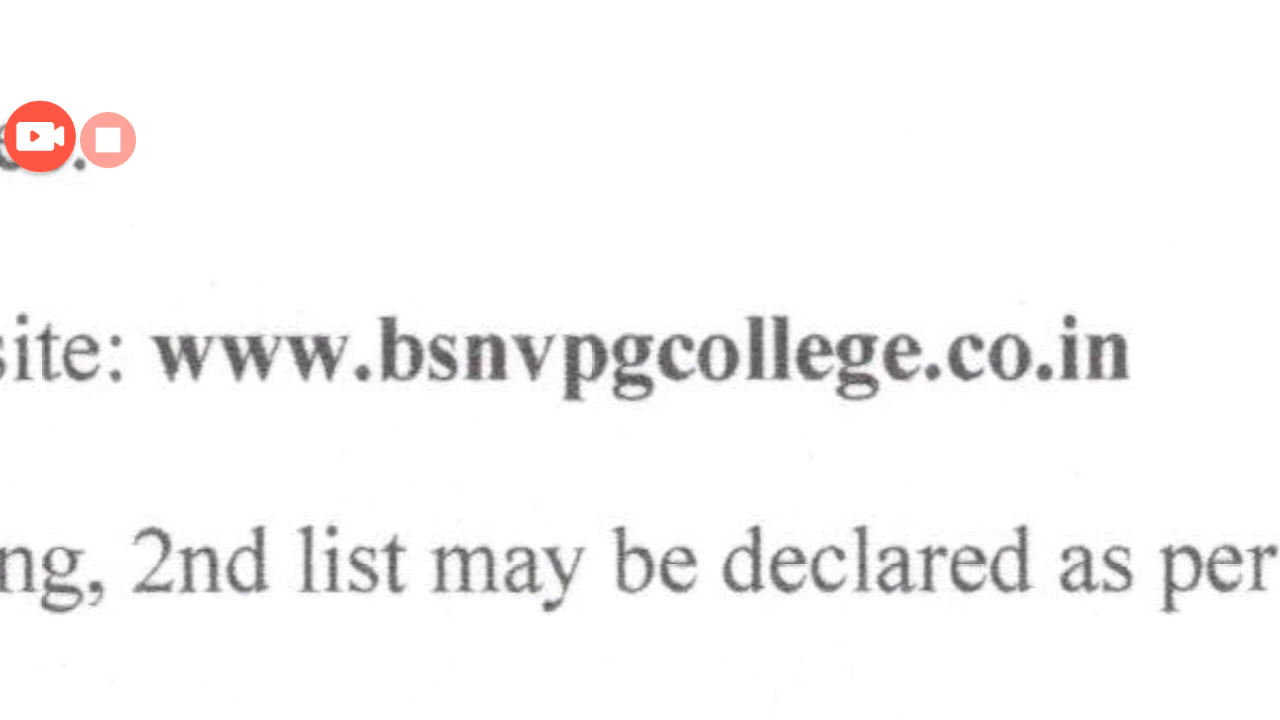 site: www.bsnvpgcollege.co.in
ng, 2nd list may be declared as per